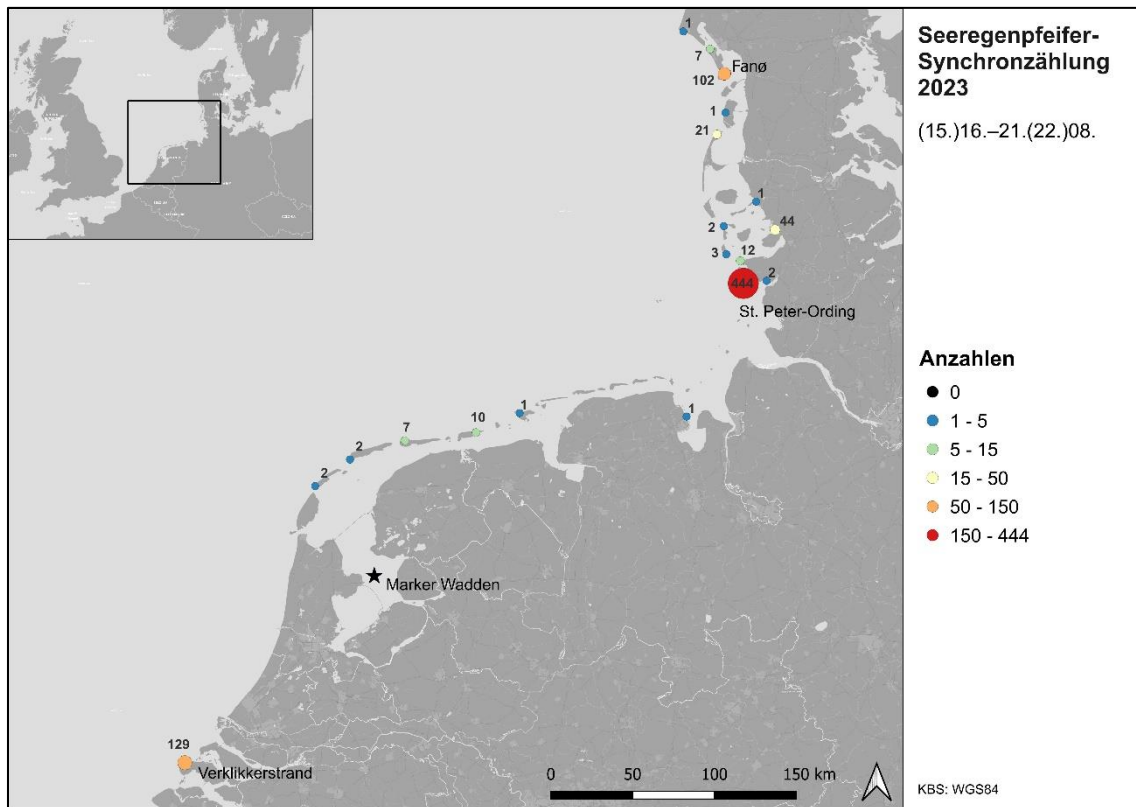 Seeregenpfeifer-
Synchronzählung
2023
(15.)16.–21.(22.)08.
1
7
Fanø
102
1
21
1
2
44
3
12
2
444
St. Peter-Ording
1
1
10
7
2
2
Marker Wadden
129
Verklikkerstrand
Anzahlen
0
1 - 5
5 - 15
15 - 50
50 - 150
150 - 444
0 50 100 150 km
KBS: WGS84